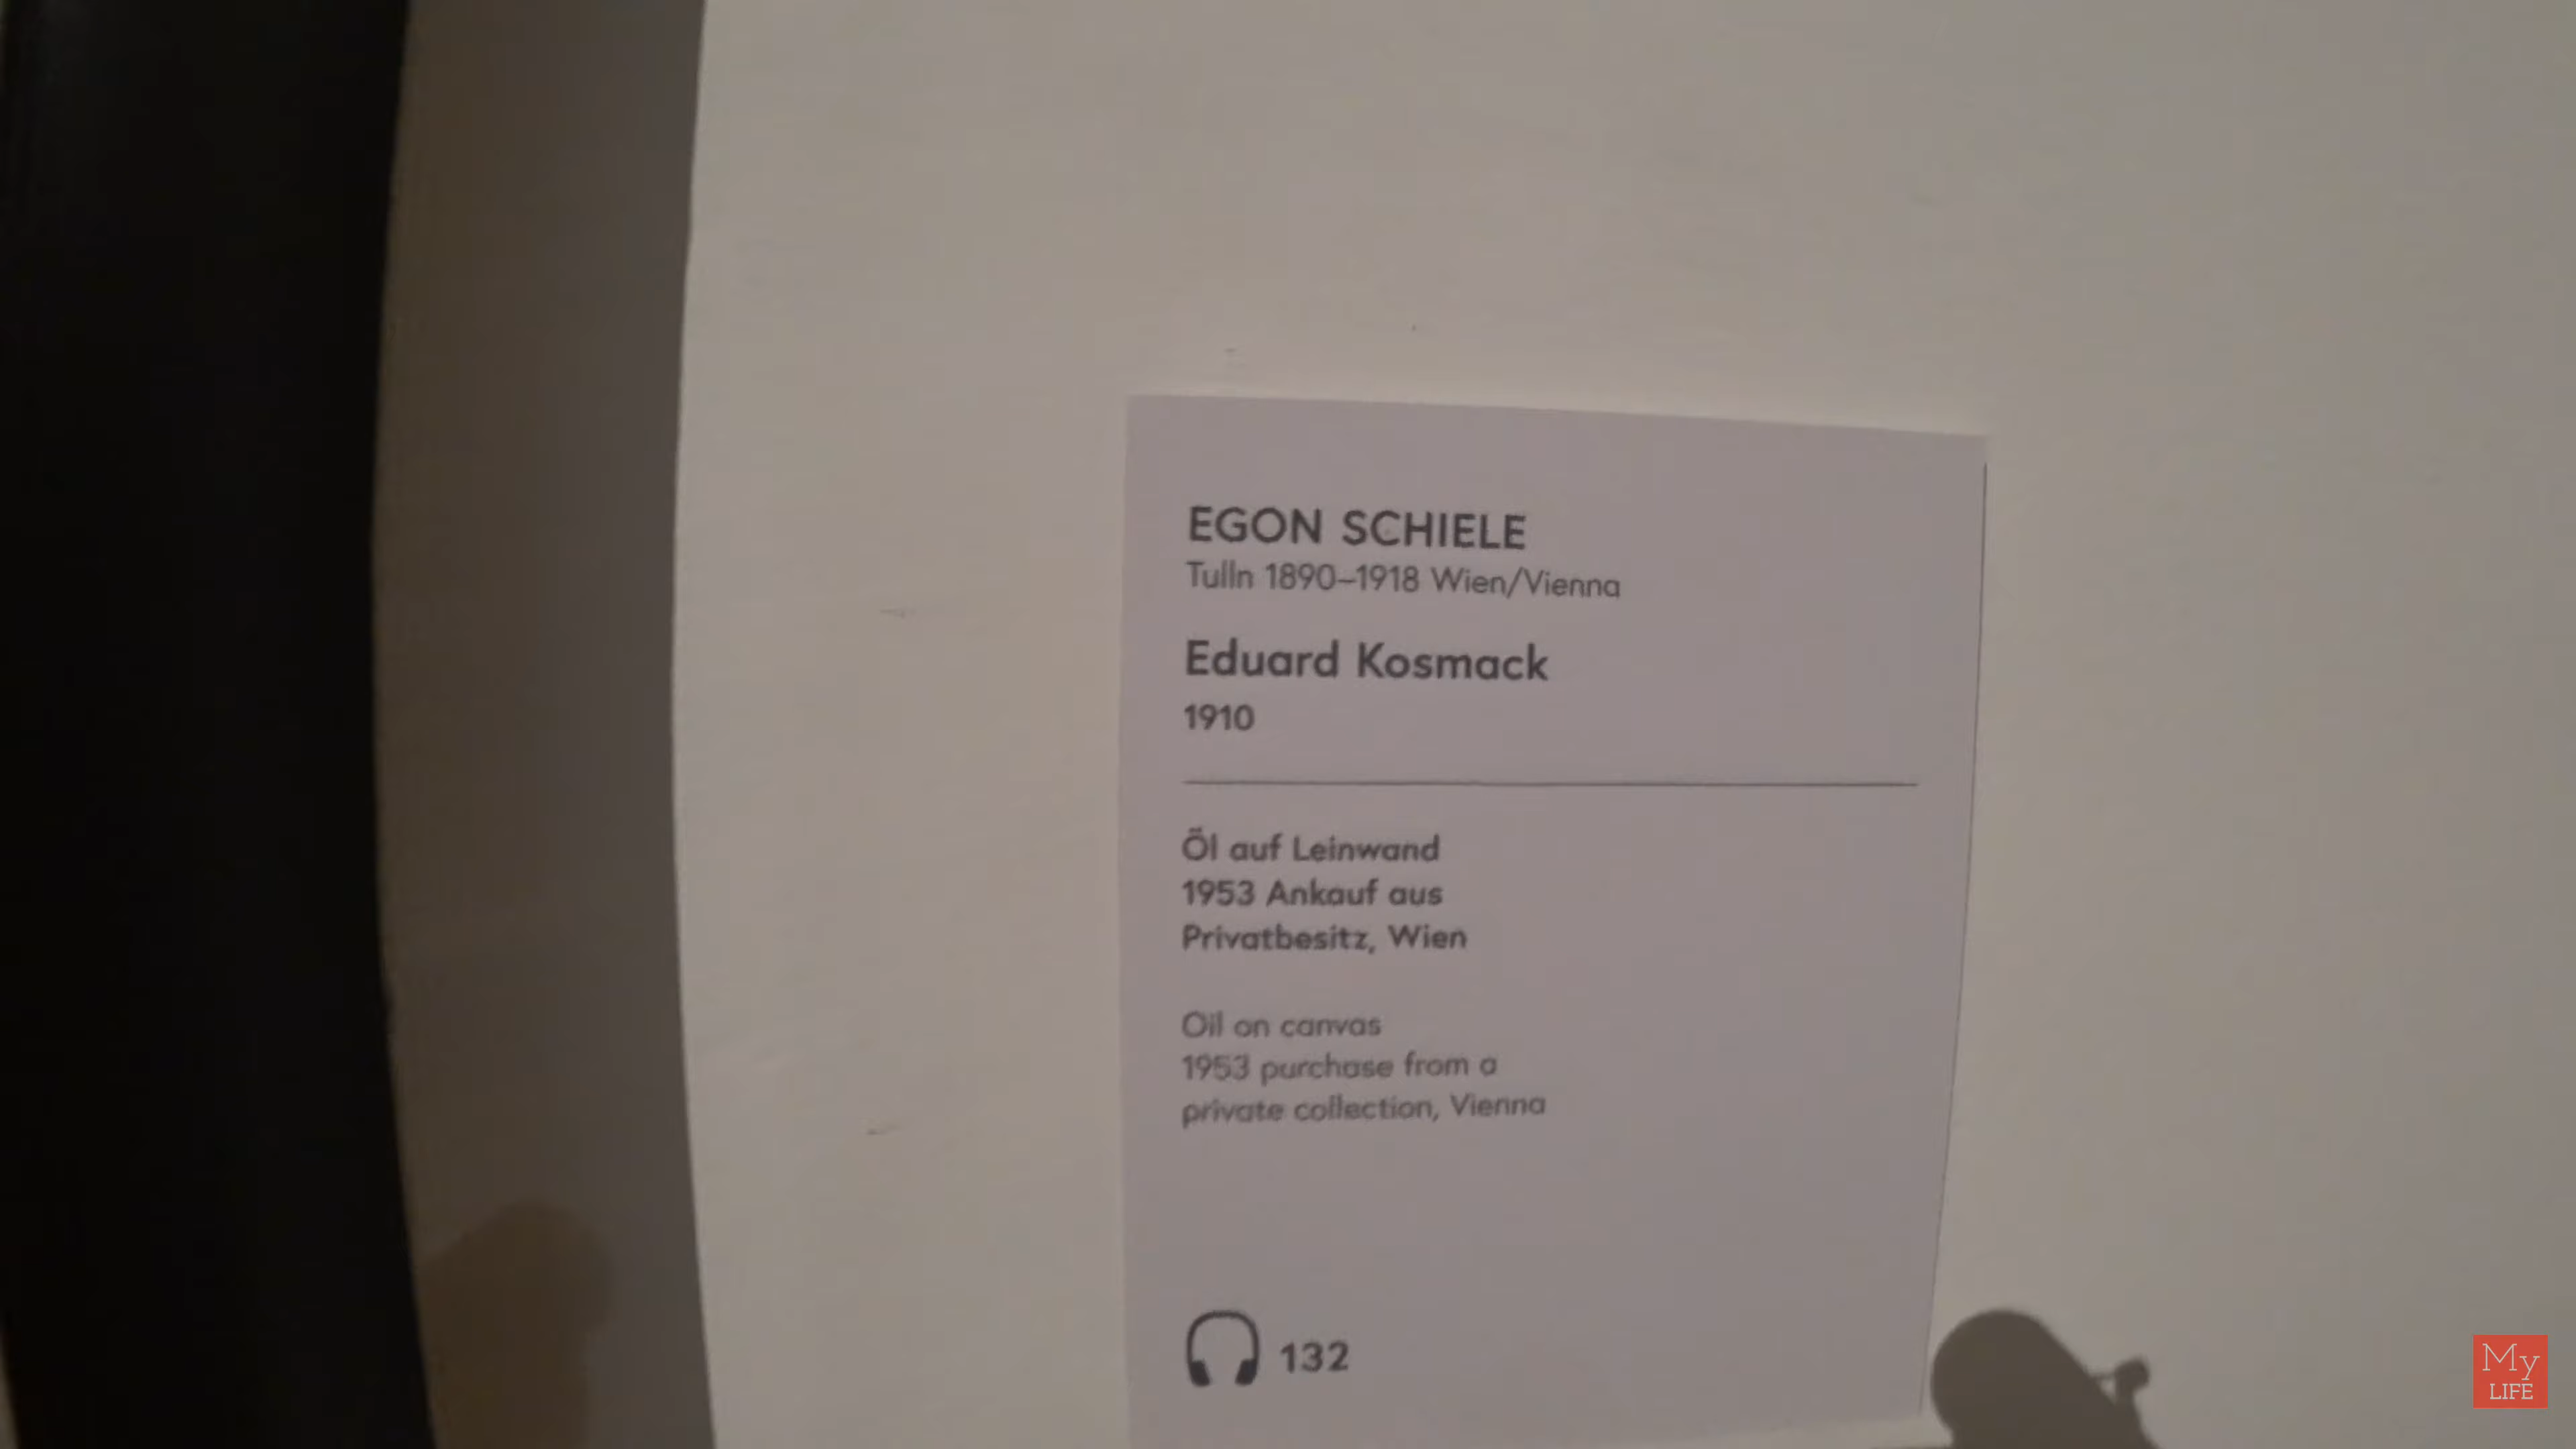 EGON SCHIELE
Tulln 1890–1918 Wien/Vienna
Eduard Kosmack
1910
Öl auf Leinwand
1953 Ankauf aus
Privatbesitz, Wien
Oil on canvas
1953 purchase from a
private collection, Vienna
132
My
LIFE